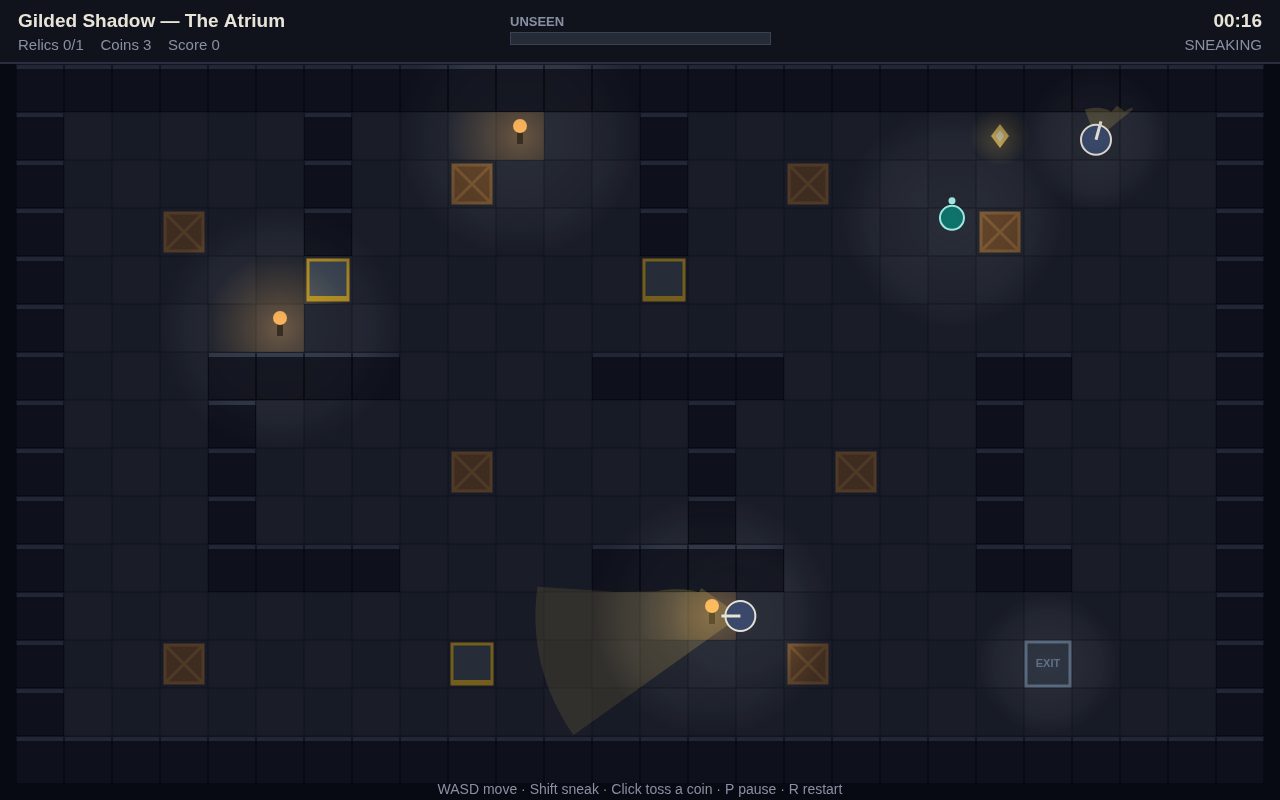 Gilded Shadow — The Atrium
Relics 0/1 Coins 3 Score 0
UNSEEN
00:16
SNEAKING
EXIT
WASD move · Shift sneak · Click toss a coin · P pause · R restart